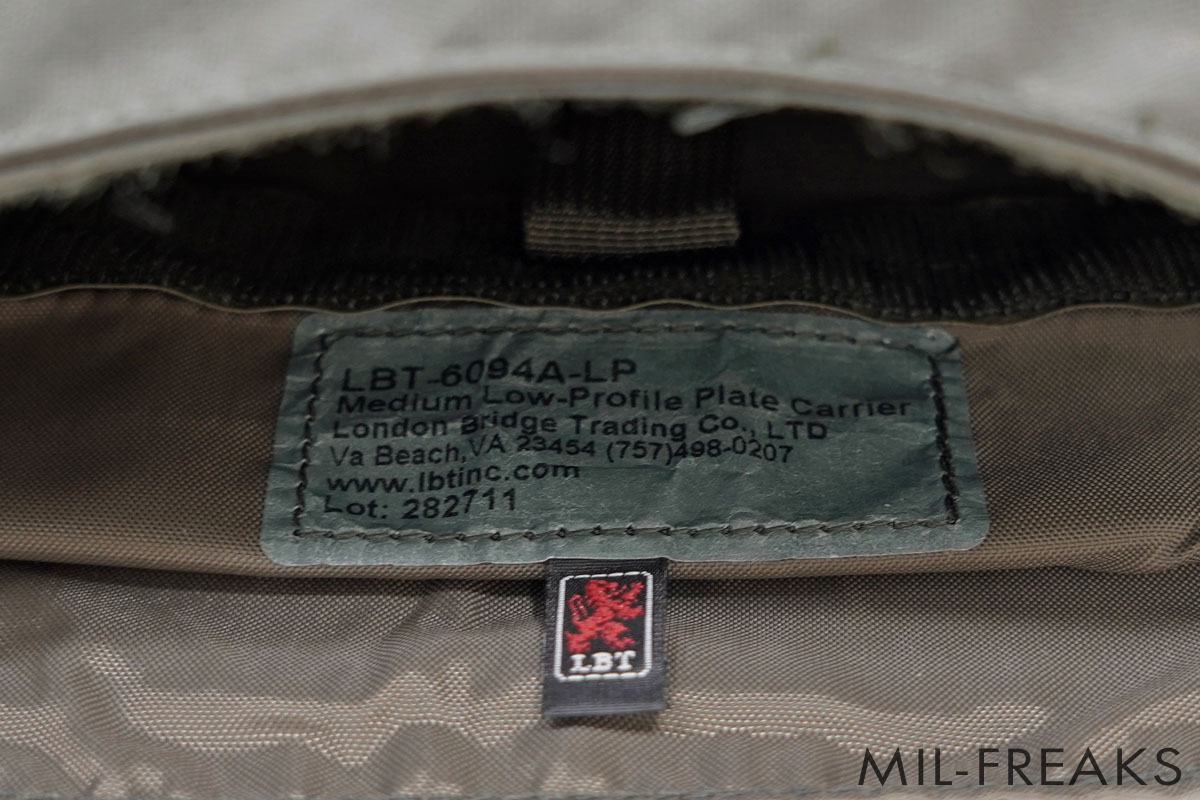 LBT-6094A-LP
Medium Low-Profile Plate Carrier
London Bridge Trading Co., LTD
Va Beach,VA 23454 (757)498-0207
www.lbtinc.com
Lot: 282711
LBT
MIL-FREAKS